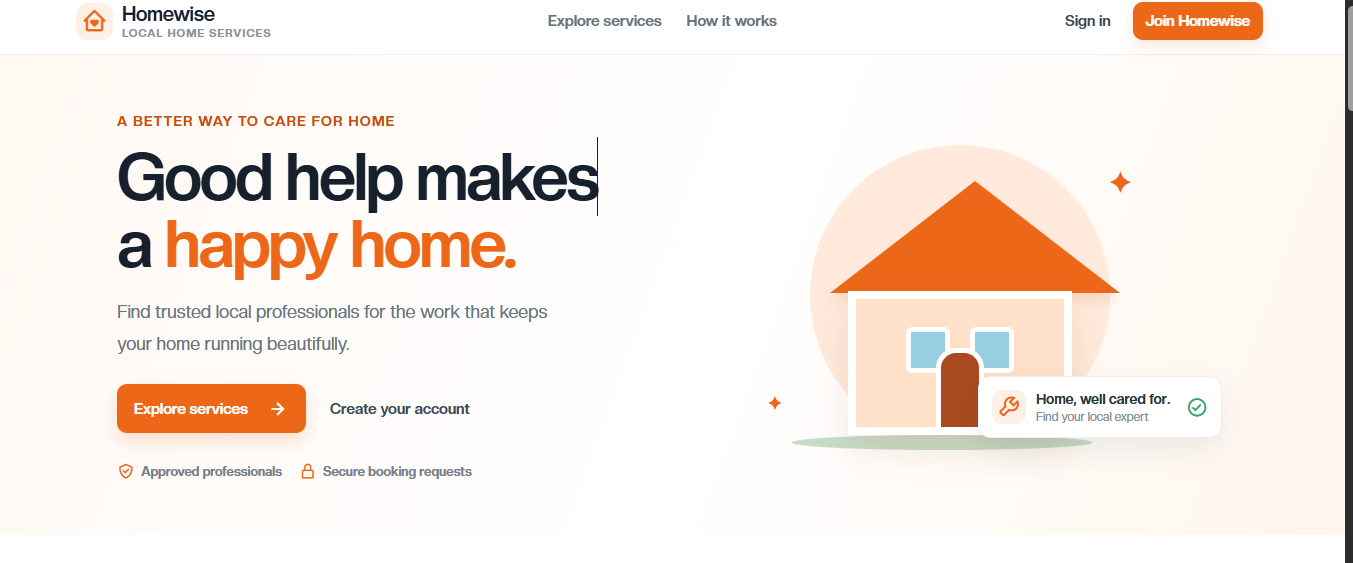 Homewise
LOCAL HOME SERVICES
Explore services
How it works
Sign in
Join Homewise
A BETTER WAY TO CARE FOR HOME
Good help makes
a happy home.
Find trusted local professionals for the work that keeps
your home running beautifully.
Explore services
Create your account
Approved professionals
Secure booking requests
Home, well cared for.
Find your local expert